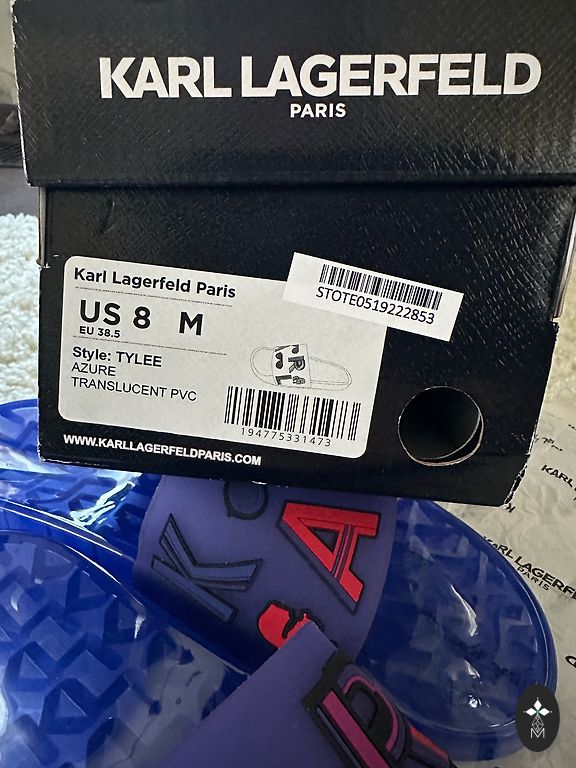 KARL LAGERFELD
PARIS
Karl Lagerfeld Paris
US 8 M
EU 38.5
Style: TYLEE
AZURE
TRANSLUCENT PVC
STOTE0519222853
194775331473
WWW.KARLLAGERFELDPARIS.COM
K
A
KARL LAGERFELD
PARIS
M